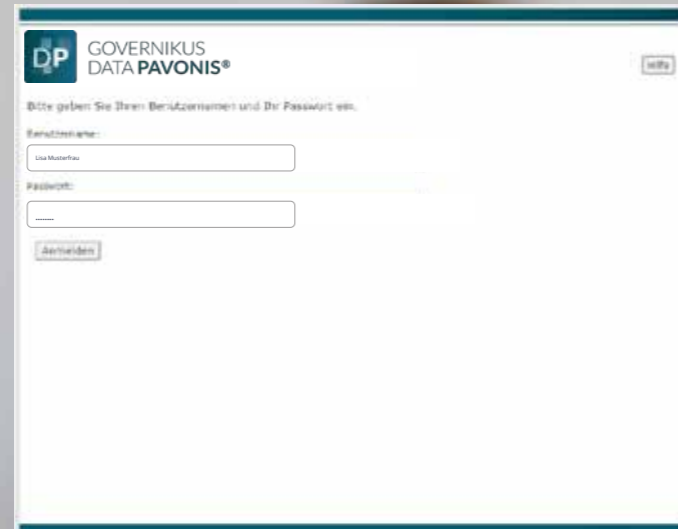 DP
GOVERNIKUS
DATA PAVONIS®
Hilfe
Bitte geben Sie Ihren Benutzernamen und Ihr Passwort ein.
Benutzername:
Lisa Musterfrau
Passwort:
........
Anmelden